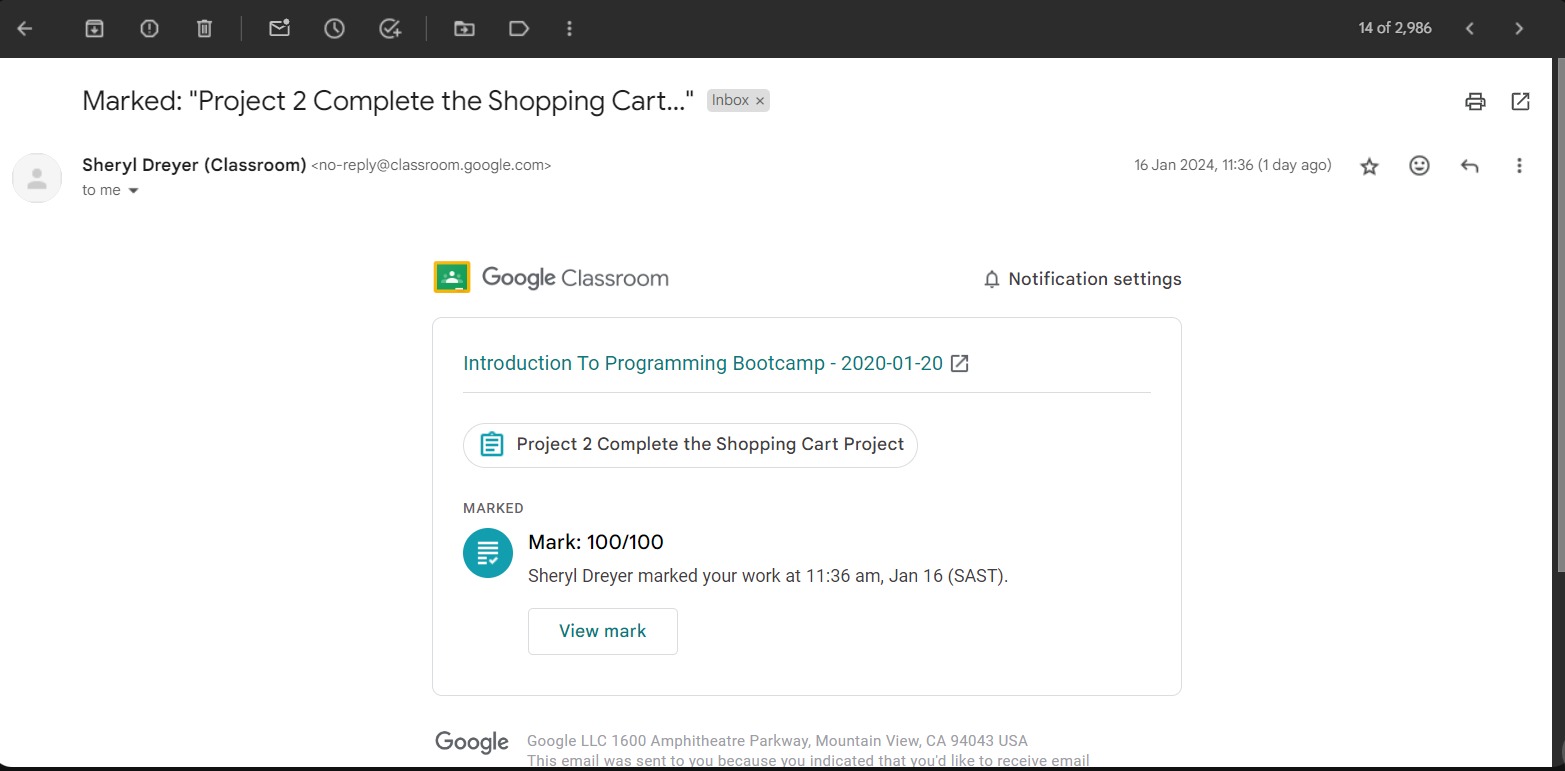 14 of 2,986
Marked: "Project 2 Complete the Shopping Cart..." Inbox ×
Sheryl Dreyer (Classroom) <no-reply@classroom.google.com> 16 Jan 2024, 11:36 (1 day ago)
to me
Google Classroom Notification settings
Introduction To Programming Bootcamp - 2020-01-20
Project 2 Complete the Shopping Cart Project
MARKED
Mark: 100/100
Sheryl Dreyer marked your work at 11:36 am, Jan 16 (SAST).
View mark
Google Google LLC 1600 Amphitheatre Parkway, Mountain View, CA 94043 USA
This email was sent to you because you indicated that you'd like to receive email